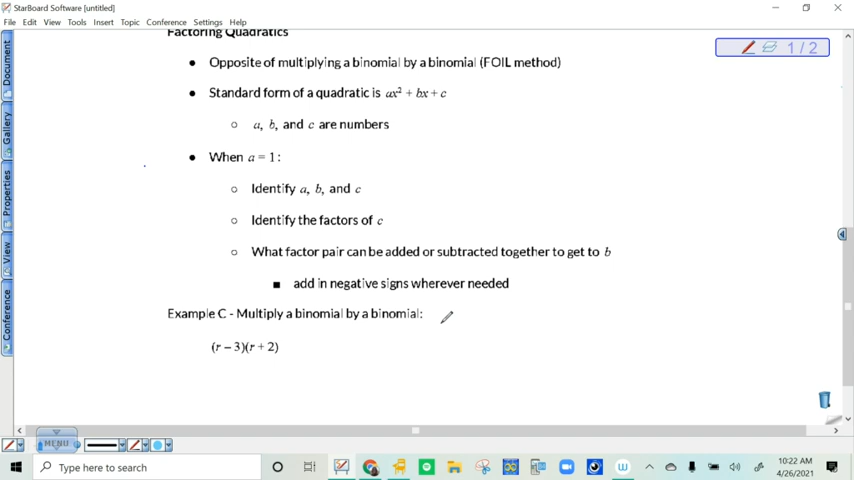 StarBoard Software [untitled]
File Edit View Tools Insert Topic Conference Settings Help
Factoring Quadratics
1 / 2
• Opposite of multiplying a binomial by a binomial (FOIL method)
• Standard form of a quadratic is ax² + bx + c
○ a, b, and c are numbers
• When a = 1:
○ Identify a, b, and c
○ Identify the factors of c
○ What factor pair can be added or subtracted together to get to b
■ add in negative signs wherever needed
Example C - Multiply a binomial by a binomial:
(r – 3)(r + 2)
Document
Gallery
Properties
View
Conference
MENU
Type here to search
10:22 AM
4/26/2021